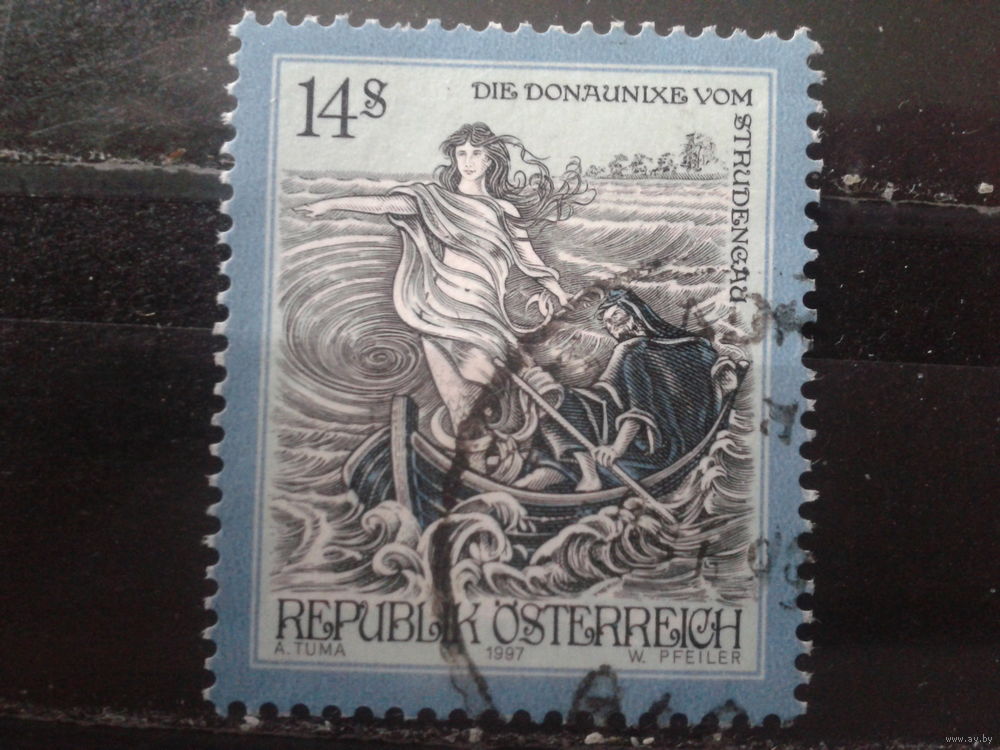 14S
DIE DONAUNIXE VOM
STRUDENGAU
REPUBLIK ÖSTERREICH
A. TUMA 1997 W. PFEILER
www.ay.by